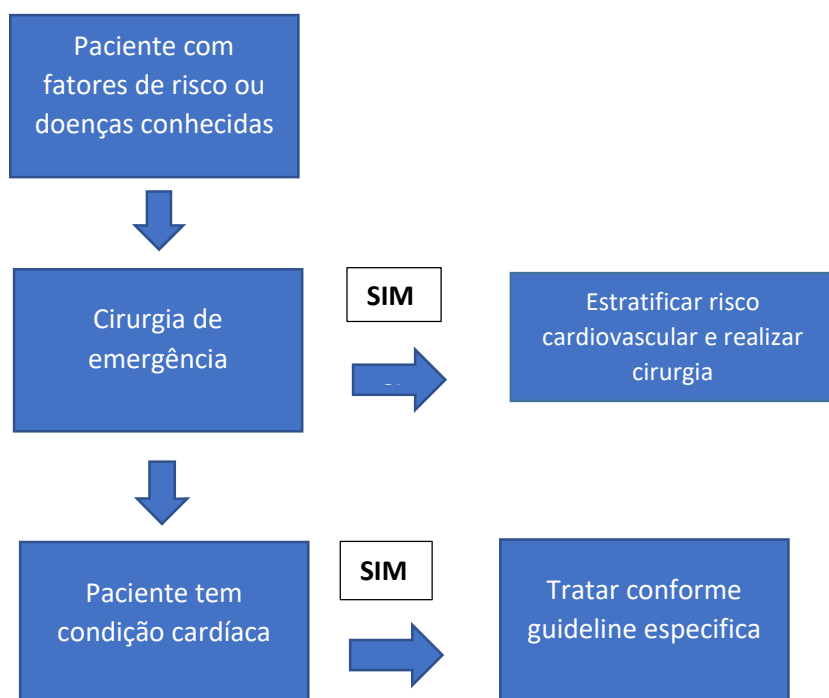 Paciente com
fatores de risco ou
doenças conhecidas
Cirurgia de
emergência
SIM
Estratificar risco
cardiovascular e realizar
cirurgia
Paciente tem
condição cardíaca
SIM
Tratar conforme
guideline especifica